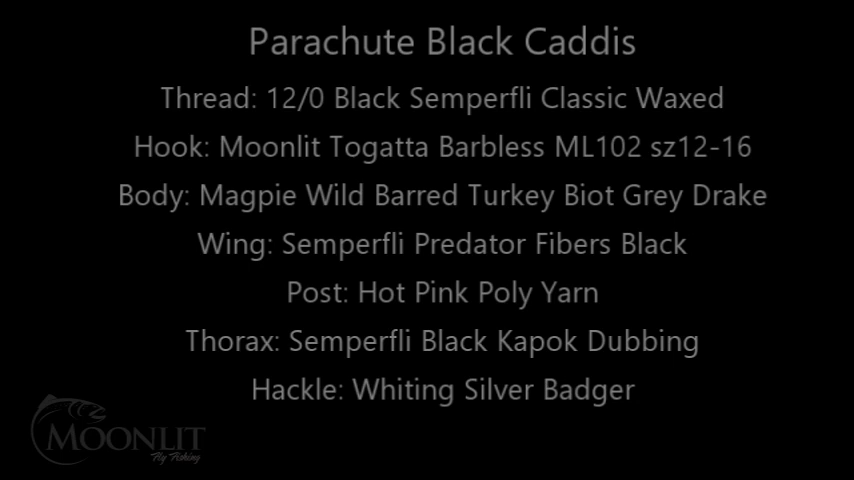 Parachute Black Caddis
Thread: 12/0 Black Semperfli Classic Waxed
Hook: Moonlit Togatta Barbless ML102 sz12-16
Body: Magpie Wild Barred Turkey Biot Grey Drake
Wing: Semperfli Predator Fibers Black
Post: Hot Pink Poly Yarn
Thorax: Semperfli Black Kapok Dubbing
Hackle: Whiting Silver Badger
MOONLIT
Fly Fishing